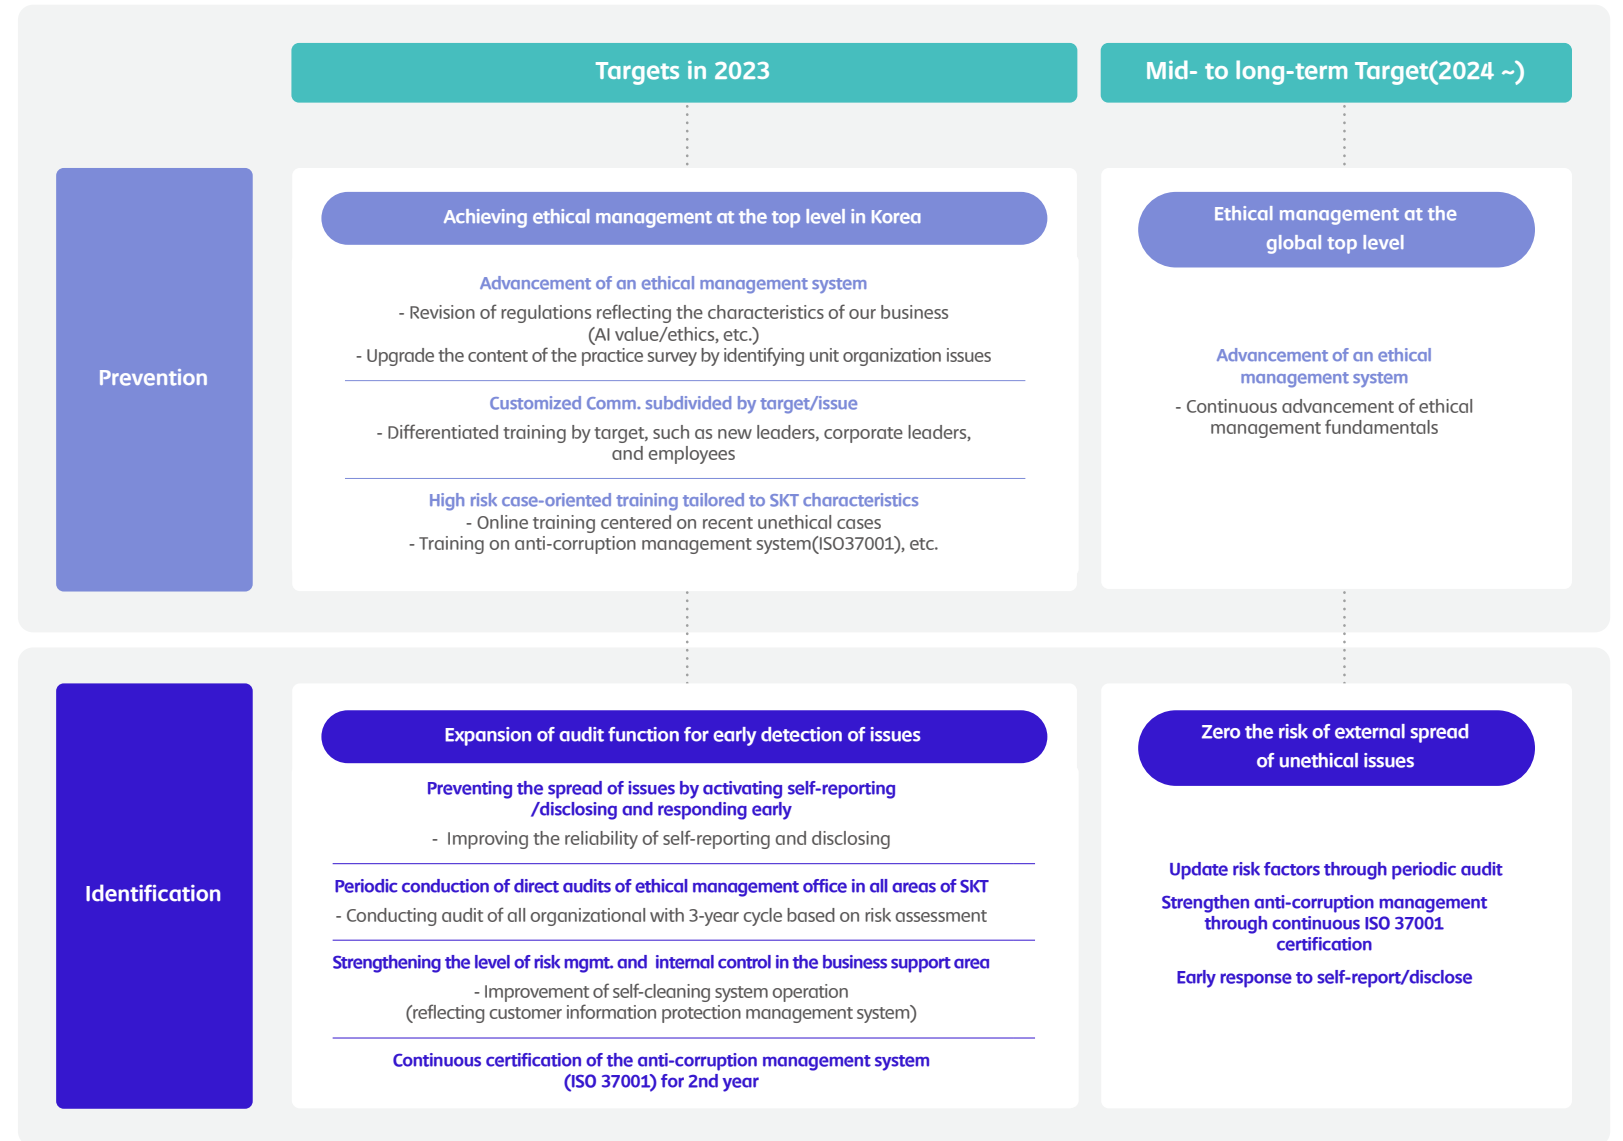 Targets in 2023
Mid- to long-term Target(2024 ~)
Prevention
Achieving ethical management at the top level in Korea
Advancement of an ethical management system
- Revision of regulations reflecting the characteristics of our business
(AI value/ethics, etc.)
- Upgrade the content of the practice survey by identifying unit organization issues
Customized Comm. subdivided by target/issue
- Differentiated training by target, such as new leaders, corporate leaders,
and employees
High risk case-oriented training tailored to SKT characteristics
- Online training centered on recent unethical cases
- Training on anti-corruption management system(ISO37001), etc.
Ethical management at the
global top level
Advancement of an ethical
management system
- Continuous advancement of ethical
management fundamentals
Identification
Expansion of audit function for early detection of issues
Preventing the spread of issues by activating self-reporting
/disclosing and responding early
- Improving the reliability of self-reporting and disclosing
Periodic conduction of direct audits of ethical management office in all areas of SKT
- Conducting audit of all organizational with 3-year cycle based on risk assessment
Strengthening the level of risk mgmt. and internal control in the business support area
- Improvement of self-cleaning system operation
(reflecting customer information protection management system)
Continuous certification of the anti-corruption management system
(ISO 37001) for 2nd year
Zero the risk of external spread
of unethical issues
Update risk factors through periodic audit
Strengthen anti-corruption management
through continuous ISO 37001
certification
Early response to self-report/disclose